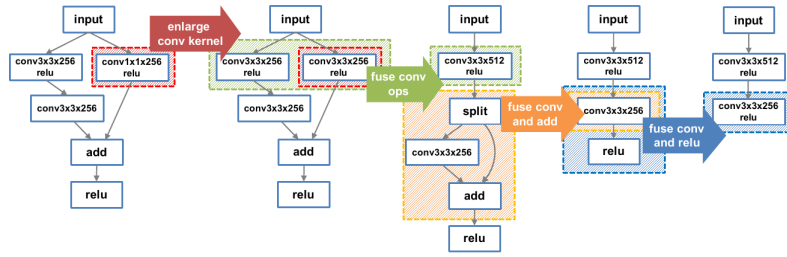 input
conv3x3x256
relu
conv1x1x256
relu
conv3x3x256
add
relu
enlarge
conv kernel
input
conv3x3x256
relu
conv3x3x256
relu
conv3x3x256
add
relu
fuse conv
ops
input
conv3x3x512
relu
split
conv3x3x256
add
relu
fuse conv
and add
input
conv3x3x512
relu
conv3x3x256
relu
fuse conv
and relu
input
conv3x3x512
relu
conv3x3x256
relu